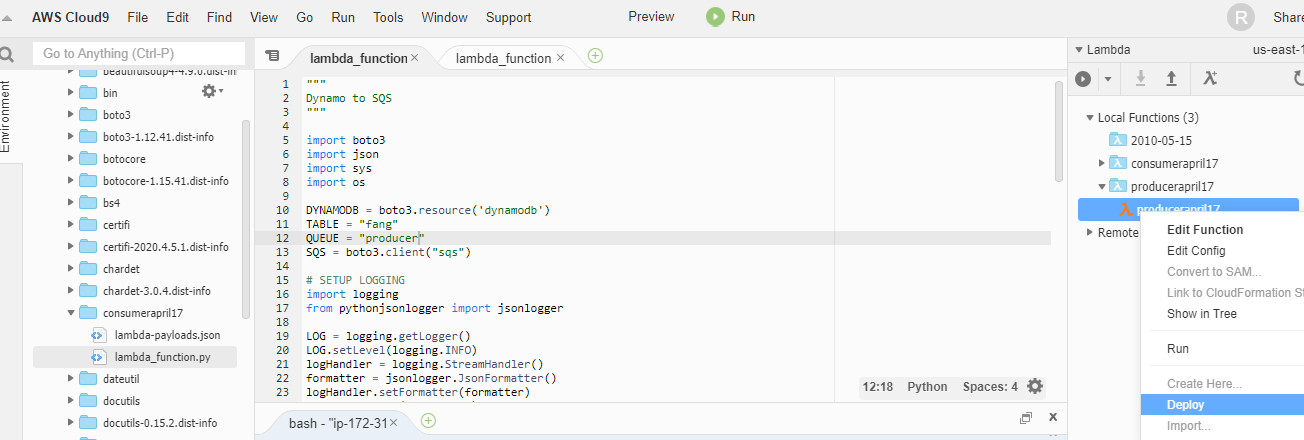 AWS Cloud9 File Edit Find View Go Run Tools Window Support Preview Run R Share
Go to Anything (Ctrl-P)
Environment
beautifulsoup4-4.9.0.dist-in
bin
boto3
boto3-1.12.41.dist-info
botocore
botocore-1.15.41.dist-info
bs4
certifi
certifi-2020.4.5.1.dist-info
chardet
chardet-3.0.4.dist-info
consumerapril17
lambda-payloads.json
lambda_function.py
dateutil
docutils
docutils-0.15.2.dist-info
lambda_function × lambda_function ×
1 """
2 Dynamo to SQS
3 """
4
5 import boto3
6 import json
7 import sys
8 import os
9
10 DYNAMODB = boto3.resource('dynamodb')
11 TABLE = "fang"
12 QUEUE = "producer"
13 SQS = boto3.client("sqs")
14
15 # SETUP LOGGING
16 import logging
17 from pythonjsonlogger import jsonlogger
18
19 LOG = logging.getLogger()
20 LOG.setLevel(logging.INFO)
21 logHandler = logging.StreamHandler()
22 formatter = jsonlogger.JsonFormatter()
23 logHandler.setFormatter(formatter)
12:18 Python Spaces: 4
bash - "ip-172-31 ×
Lambda us-east-1
Local Functions (3)
2010-05-15
consumerapril17
producerapril17
producerapril17
Remote
Edit Function
Edit Config
Convert to SAM...
Link to CloudFormation St
Show in Tree
Run
Create Here...
Deploy
Import...